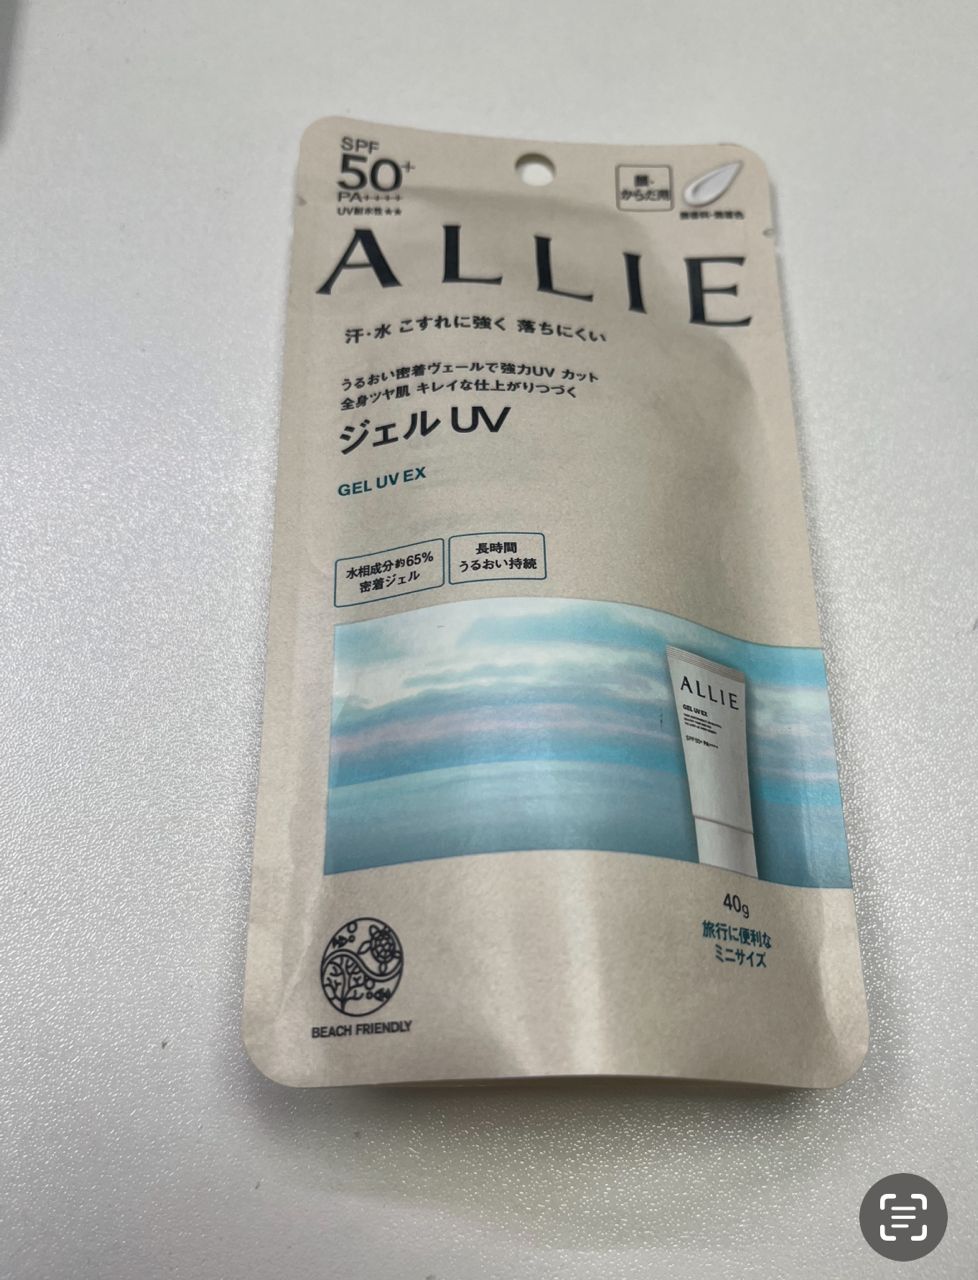 SPF
50+
PA++++
UV耐水性★★
顔・
からだ用
無香料・無着色
ALLIE
汗・水 こすれに強く 落ちにくい
うるおい密着ヴェールで強力UV カット
全身ツヤ肌 キレイな仕上がりつづく
ジェル UV
GEL UV EX
水相成分約65%
密着ジェル
長時間
うるおい持続
ALLIE
GEL UV EX
SPF50+ PA++++
40g
旅行に便利な
ミニサイズ
BEACH FRIENDLY